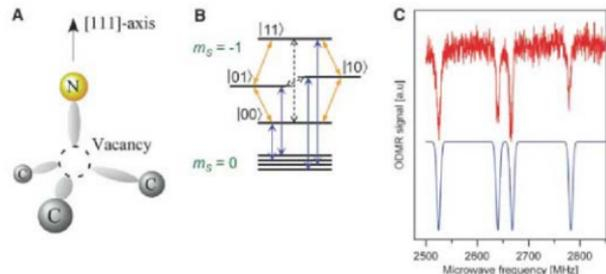 A
[111]-axis
N
Vacancy
C
C
C
B
|11⟩
m_S = -1
|01⟩
|10⟩
|00⟩
m_S = 0
C
ODMR signal [a.u]
2500 2600 2700 2800
Microwave frequency [MHz]